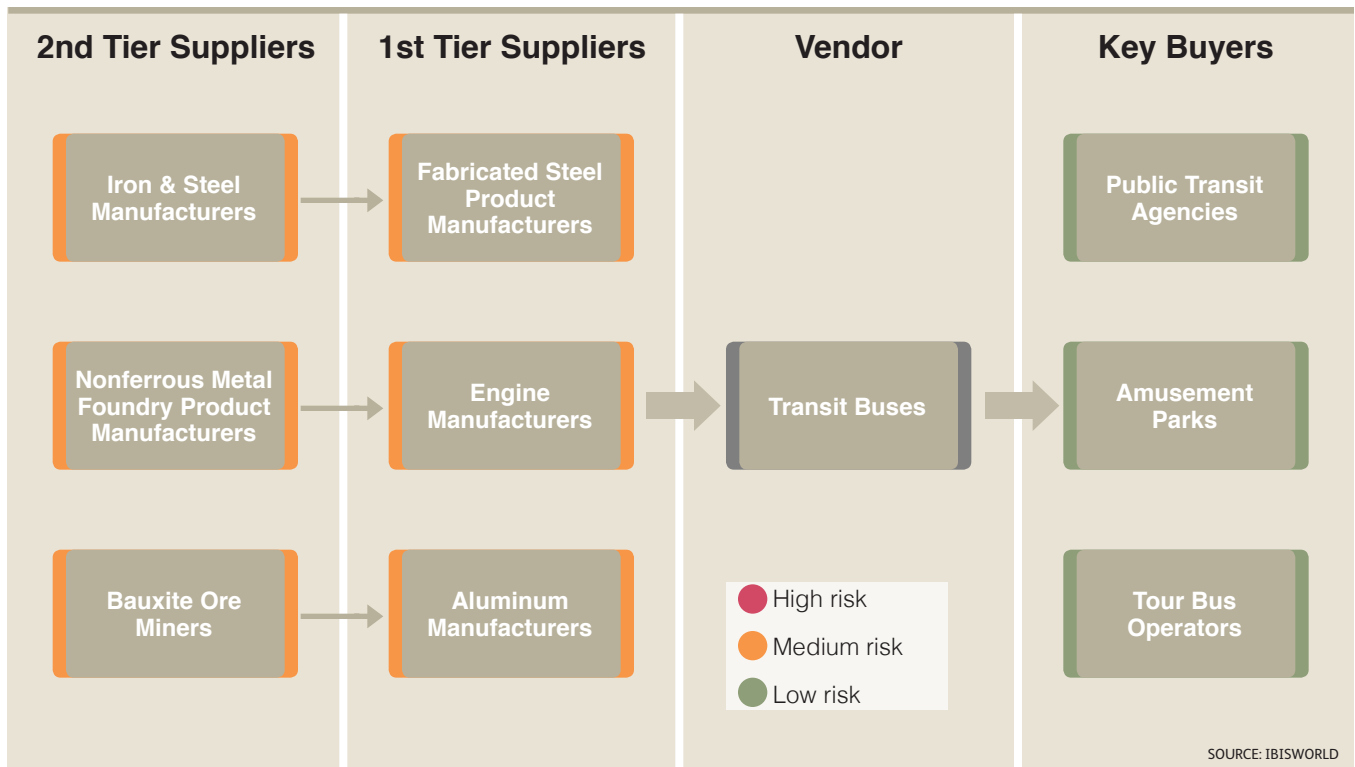 2nd Tier Suppliers
1st Tier Suppliers
Vendor
Key Buyers
Iron & Steel
Manufacturers
Fabricated Steel
Product
Manufacturers
Public Transit
Agencies
Nonferrous Metal
Foundry Product
Manufacturers
Engine
Manufacturers
Transit Buses
Amusement
Parks
Bauxite Ore
Miners
Aluminum
Manufacturers
High risk
Medium risk
Low risk
Tour Bus
Operators
SOURCE: IBISWORLD